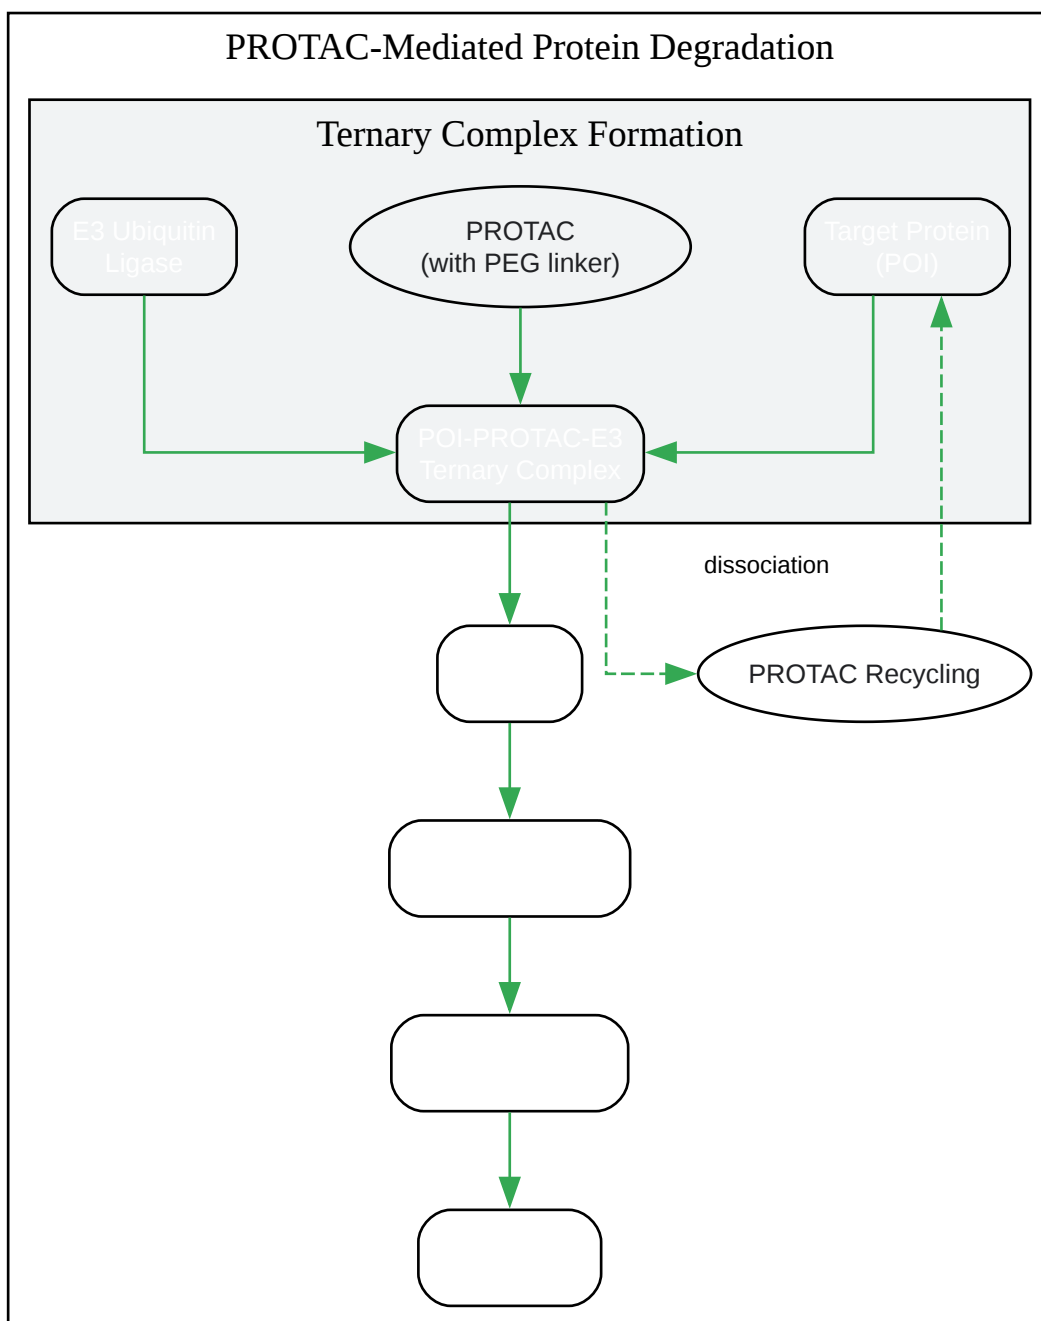 PROTAC-Mediated Protein Degradation
Ternary Complex Formation
E3 Ubiquitin
Ligase
PROTAC
(with PEG linker)
Target Protein
(POI)
POI-PROTAC-E3
Ternary Complex
dissociation
PROTAC Recycling